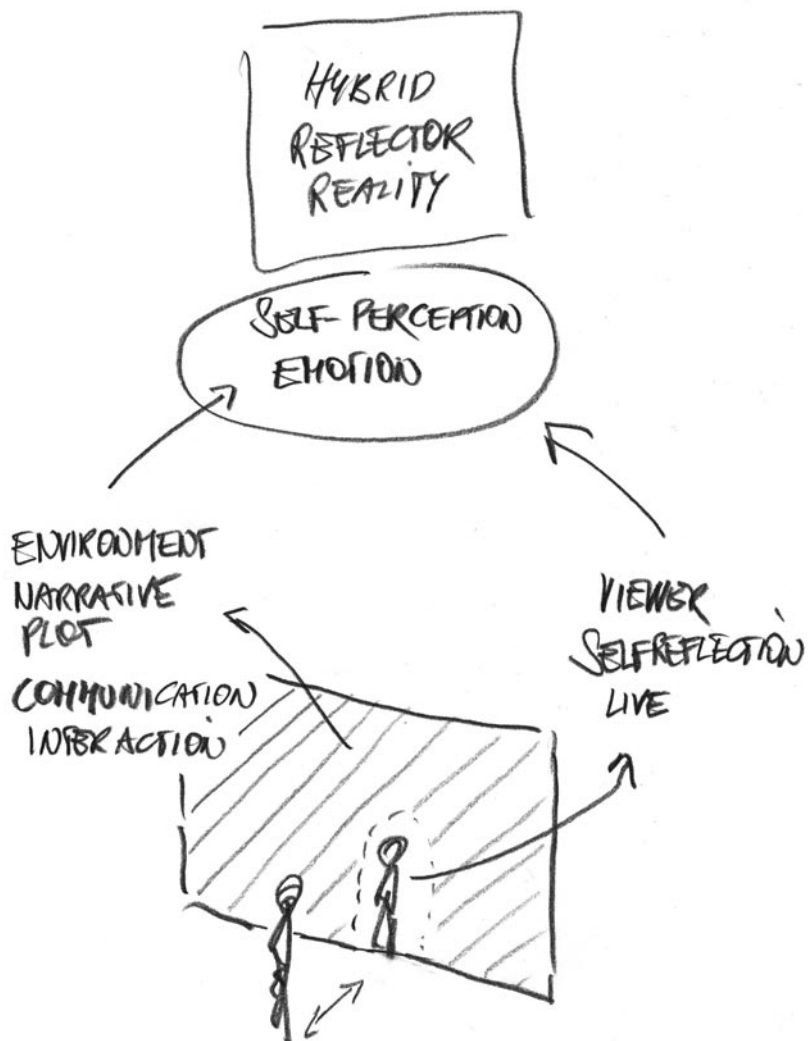 HYBRID
REFLECTOR
REALITY
SELF-PERCEPTION
EMOTION
ENVIRONMENT
NARRATIVE
PLOT
COMMUNICATION
INTERACTION
VIEWER
SELFREFLECTION
LIVE